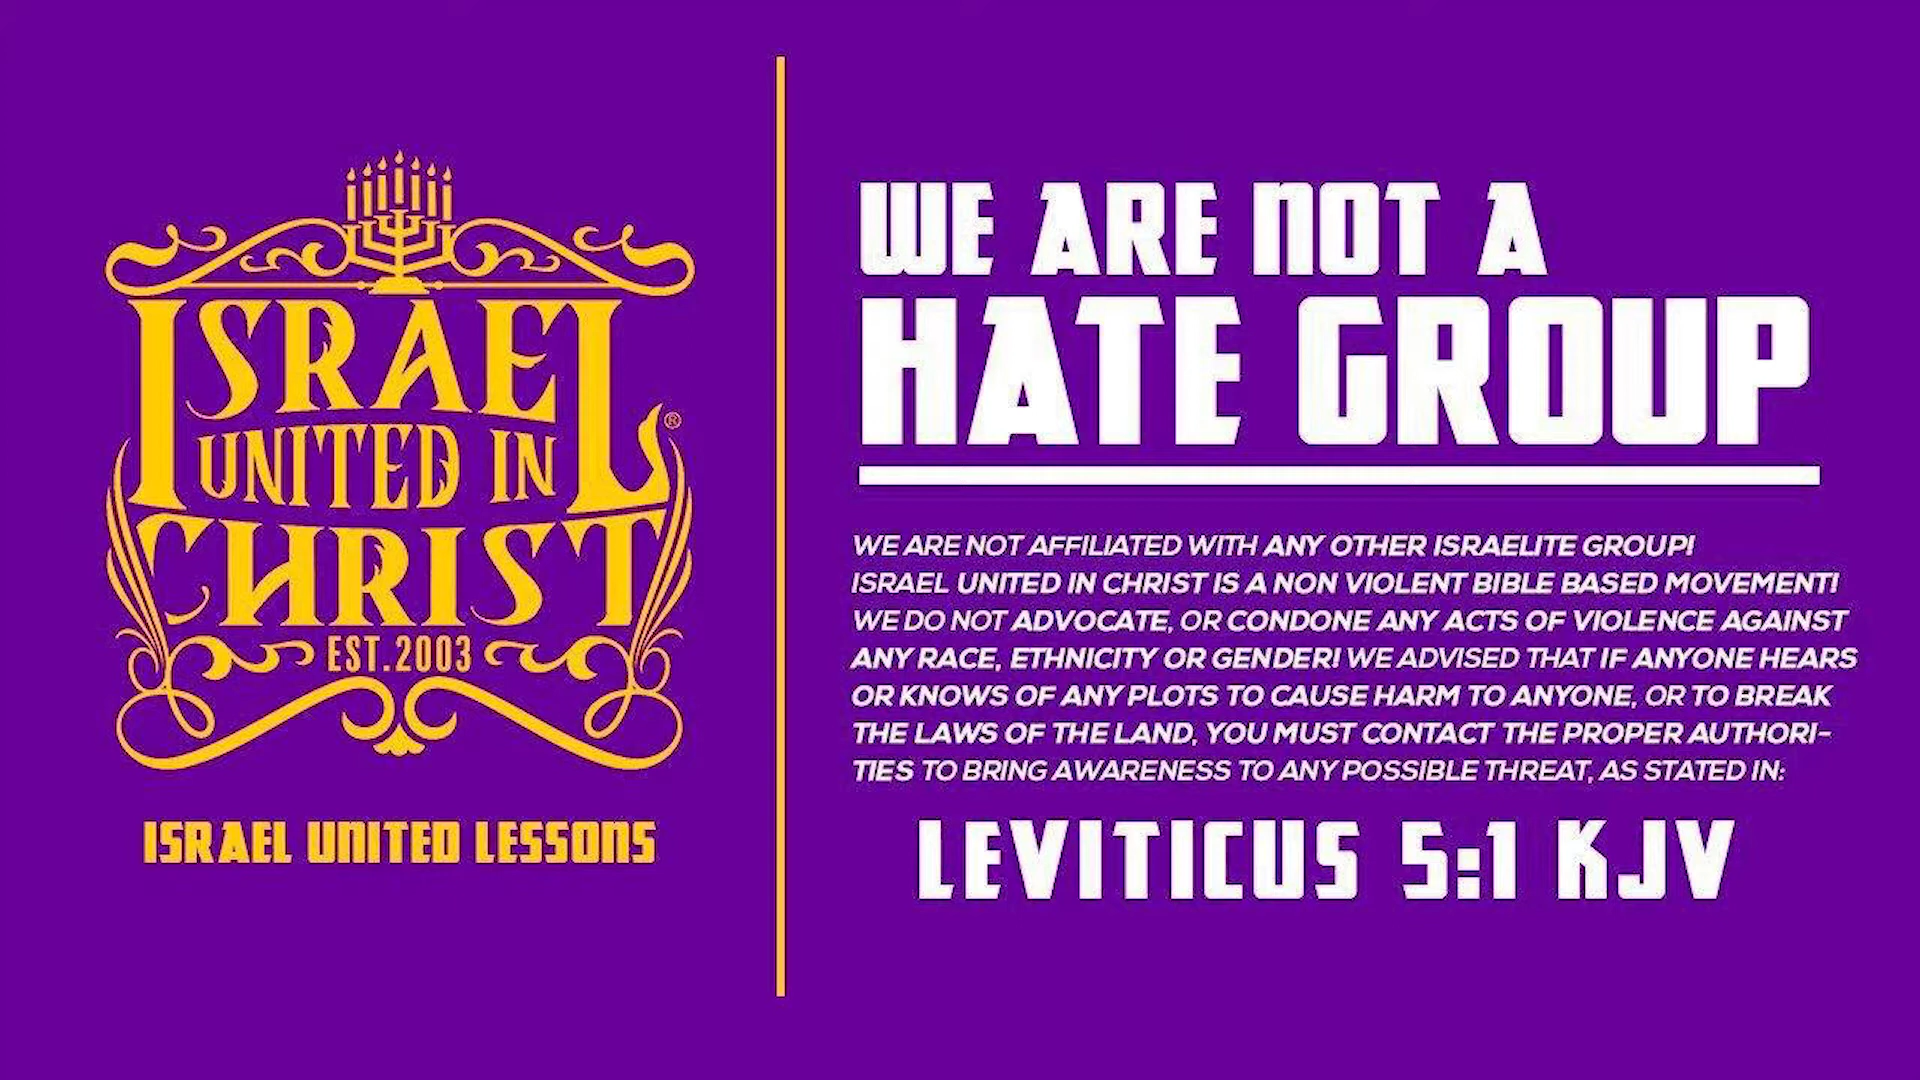 ISRAEL
UNITED IN
CHRIST
®
EST.2003
ISRAEL UNITED LESSONS
WE ARE NOT A
HATE GROUP
WE ARE NOT AFFILIATED WITH ANY OTHER ISRAELITE GROUP!
ISRAEL UNITED IN CHRIST IS A NON VIOLENT BIBLE BASED MOVEMENT!
WE DO NOT ADVOCATE, OR CONDONE ANY ACTS OF VIOLENCE AGAINST
ANY RACE, ETHNICITY OR GENDER! WE ADVISED THAT IF ANYONE HEARS
OR KNOWS OF ANY PLOTS TO CAUSE HARM TO ANYONE, OR TO BREAK
THE LAWS OF THE LAND, YOU MUST CONTACT THE PROPER AUTHORI-
TIES TO BRING AWARENESS TO ANY POSSIBLE THREAT, AS STATED IN:
LEVITICUS 5:1 KJV